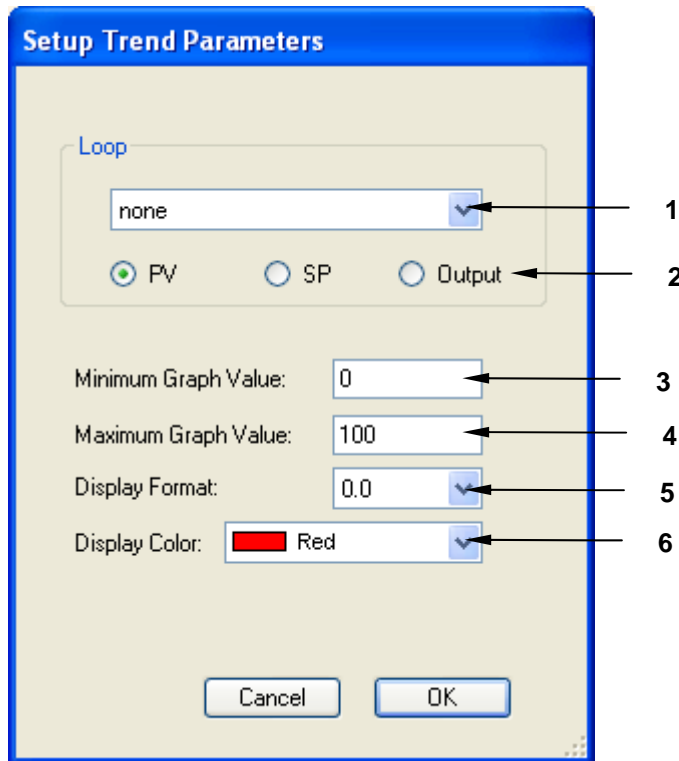 Setup Trend Parameters
Loop
none
1
PV SP Output
2
Minimum Graph Value: 0
3
Maximum Graph Value: 100
4
Display Format: 0.0
5
Display Color: Red
6
Cancel OK